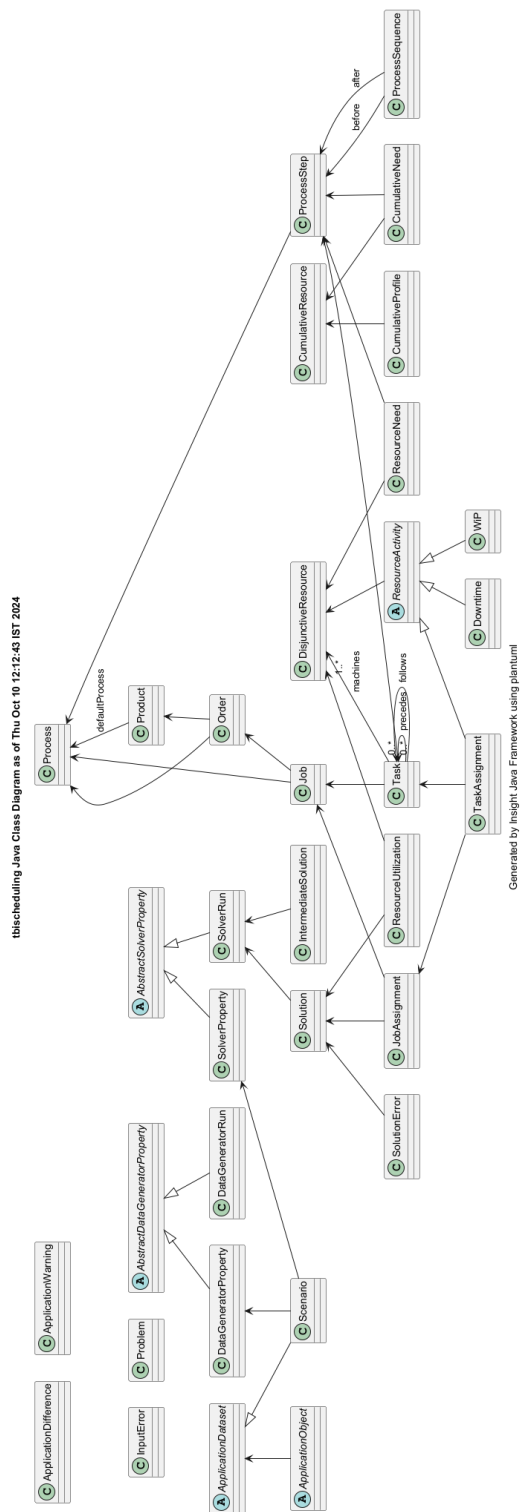 tbischeduling Java Class Diagram as of Thu Oct 10 12:12:43 IST 2024
C ApplicationDifference
C ApplicationWarning
C Process
C InputError
C Problem
A AbstractDataGeneratorProperty
A AbstractSolverProperty
defaultProcess
C Product
A ApplicationDataset
C DataGeneratorProperty
C DataGeneratorRun
C SolverProperty
C SolverRun
C Order
A ApplicationObject
C Scenario
C Solution
C IntermediateSolution
C Job
C DisjunctiveResource
C CumulativeResource
C ProcessStep
1..*
machines
before
after
C SolutionError
C JobAssignment
C ResourceUtilization
C Task
0..*
0..*
precedes
follows
A ResourceActivity
C ResourceNeed
C CumulativeProfile
C CumulativeNeed
C ProcessSequence
C TaskAssignment
C Downtime
C WiP
Generated by Insight Java Framework using plantuml